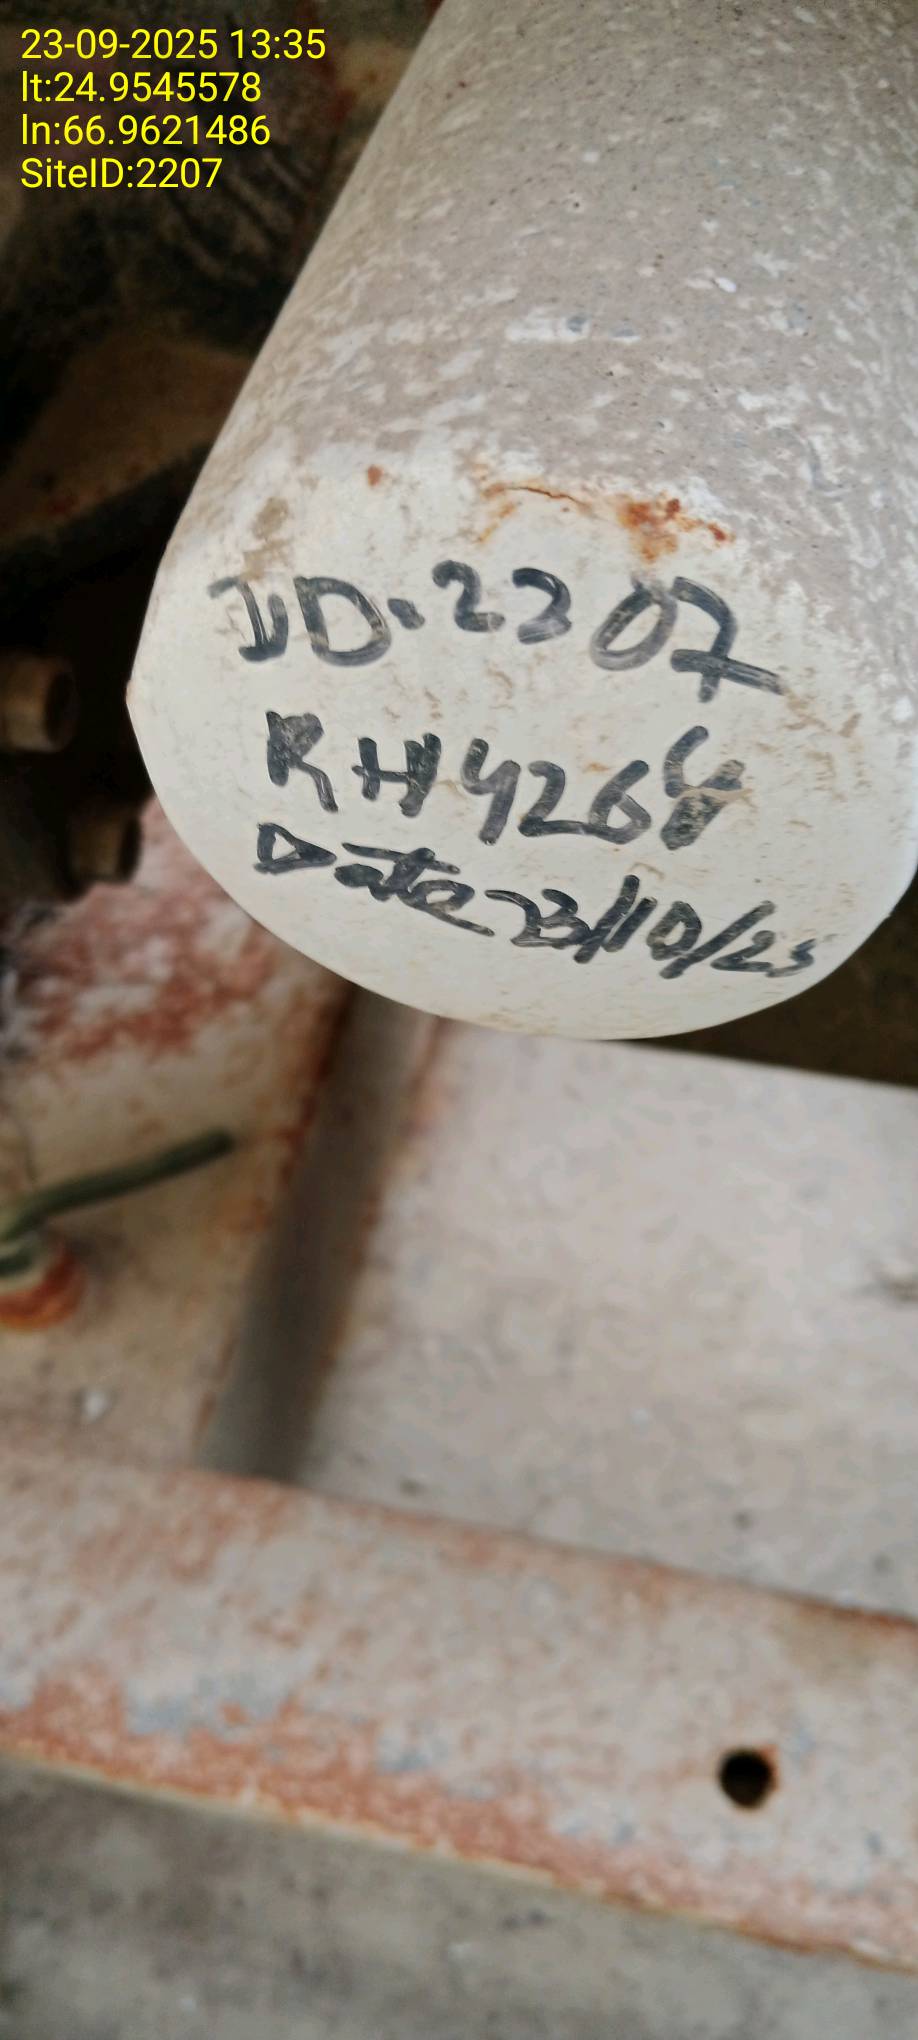 23-09-2025 13:35
lt:24.9545578
ln:66.9621486
SiteID:2207
ID.2207
RH4268
Date 23/10/25